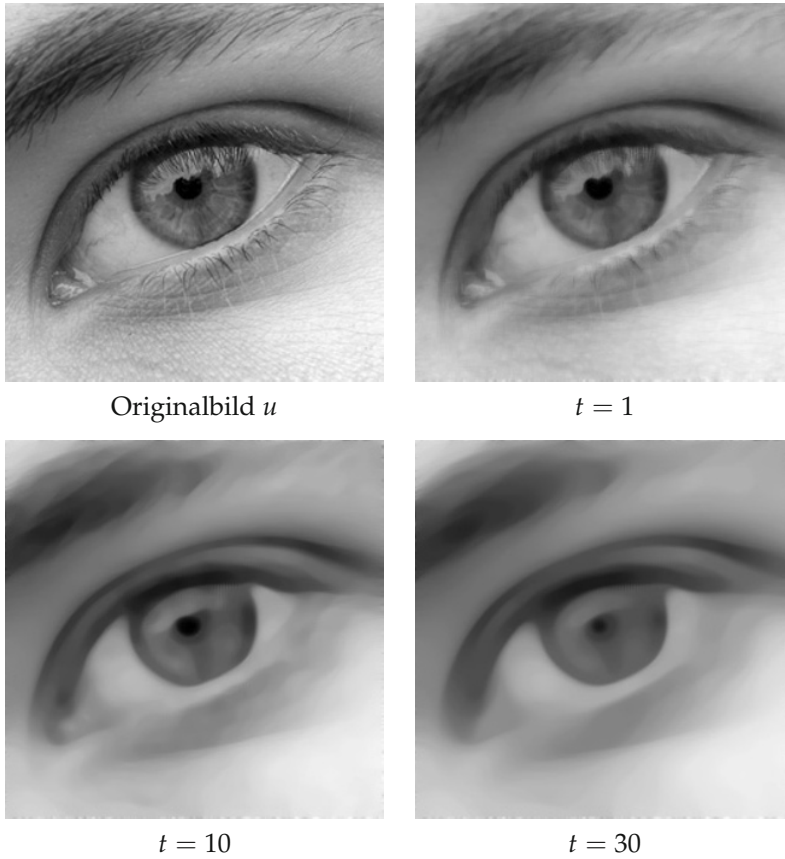 Originalbild u
t = 1
t = 10
t = 30